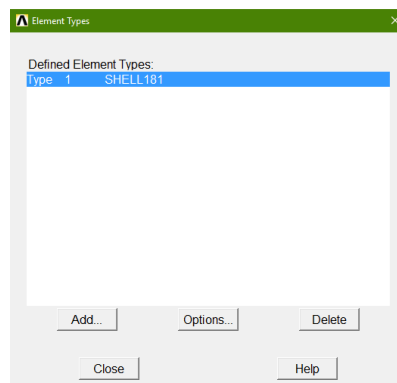 Element Types
Defined Element Types:
Type 1 SHELL181
Add... Options... Delete
Close Help